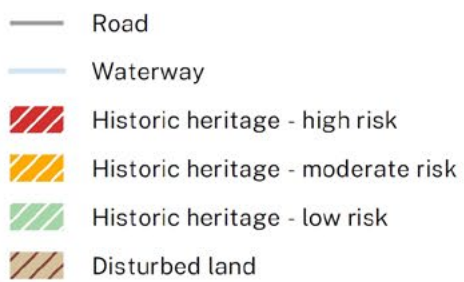 Road
Waterway
Historic heritage - high risk
Historic heritage - moderate risk
Historic heritage - low risk
Disturbed land